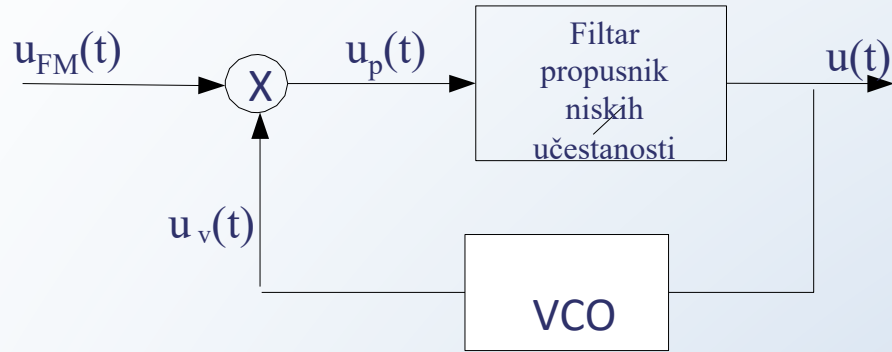 u_FM(t)
X
u_p(t)
Filtar
propusnik
niskih
učestanosti
u(t)
u_v(t)
VCO